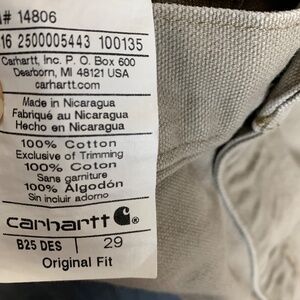 # 14806
16 2500005443 100135
Carhartt, Inc. P.O. Box 600
Dearborn, MI 48121 USA
carhartt.com
Made in Nicaragua
Fabriqué au Nicaragua
Hecho en Nicaragua
100% Cotton
Exclusive of Trimming
100% Coton
Sans garniture
100% Algodón
Sin incluir adorno
carhartt
B25 DES 29
Original Fit